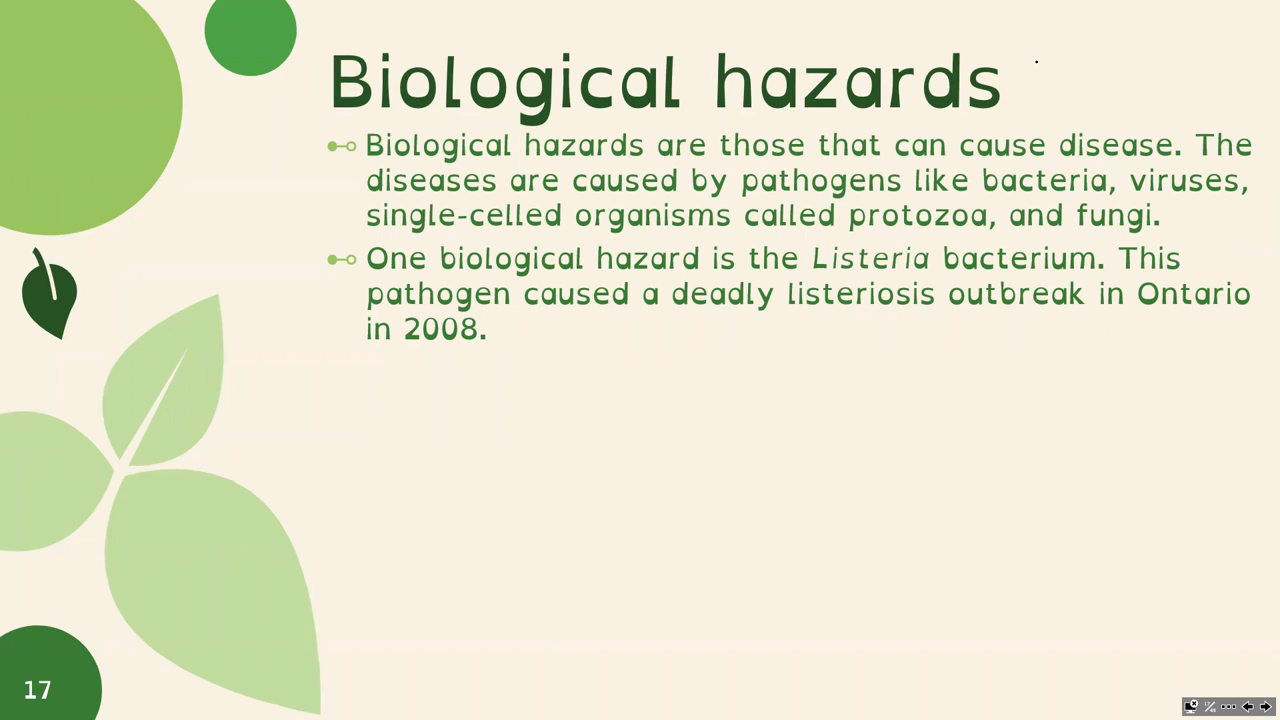 Biological hazards
Biological hazards are those that can cause disease. The
diseases are caused by pathogens like bacteria, viruses,
single-celled organisms called protozoa, and fungi.
One biological hazard is the Listeria bacterium. This
pathogen caused a deadly listeriosis outbreak in Ontario
in 2008.
17